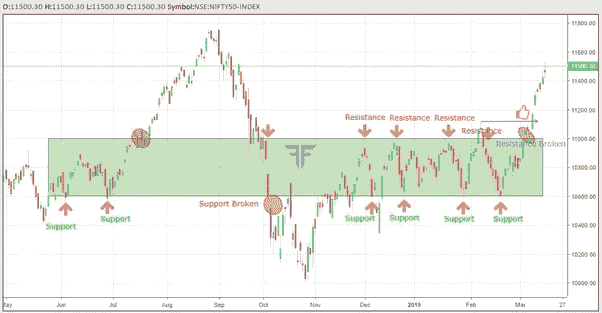 O:11500.30 H:11500.30 L:11500.30 C:11500.30 Symbol:NSE:NIFTY50-INDEX
11800.00
11600.00
11500.30
11400.00
11200.00
Resistance Resistance Resistance
Resistance
11000.00
Resistance Broken
10800.00
10600.00
Support Broken
Support Support Support Support Support Support
10400.00
10200.00
10000.00
May Jun Jul Aug Sep Oct Nov Dec 2019 Feb Mar 27